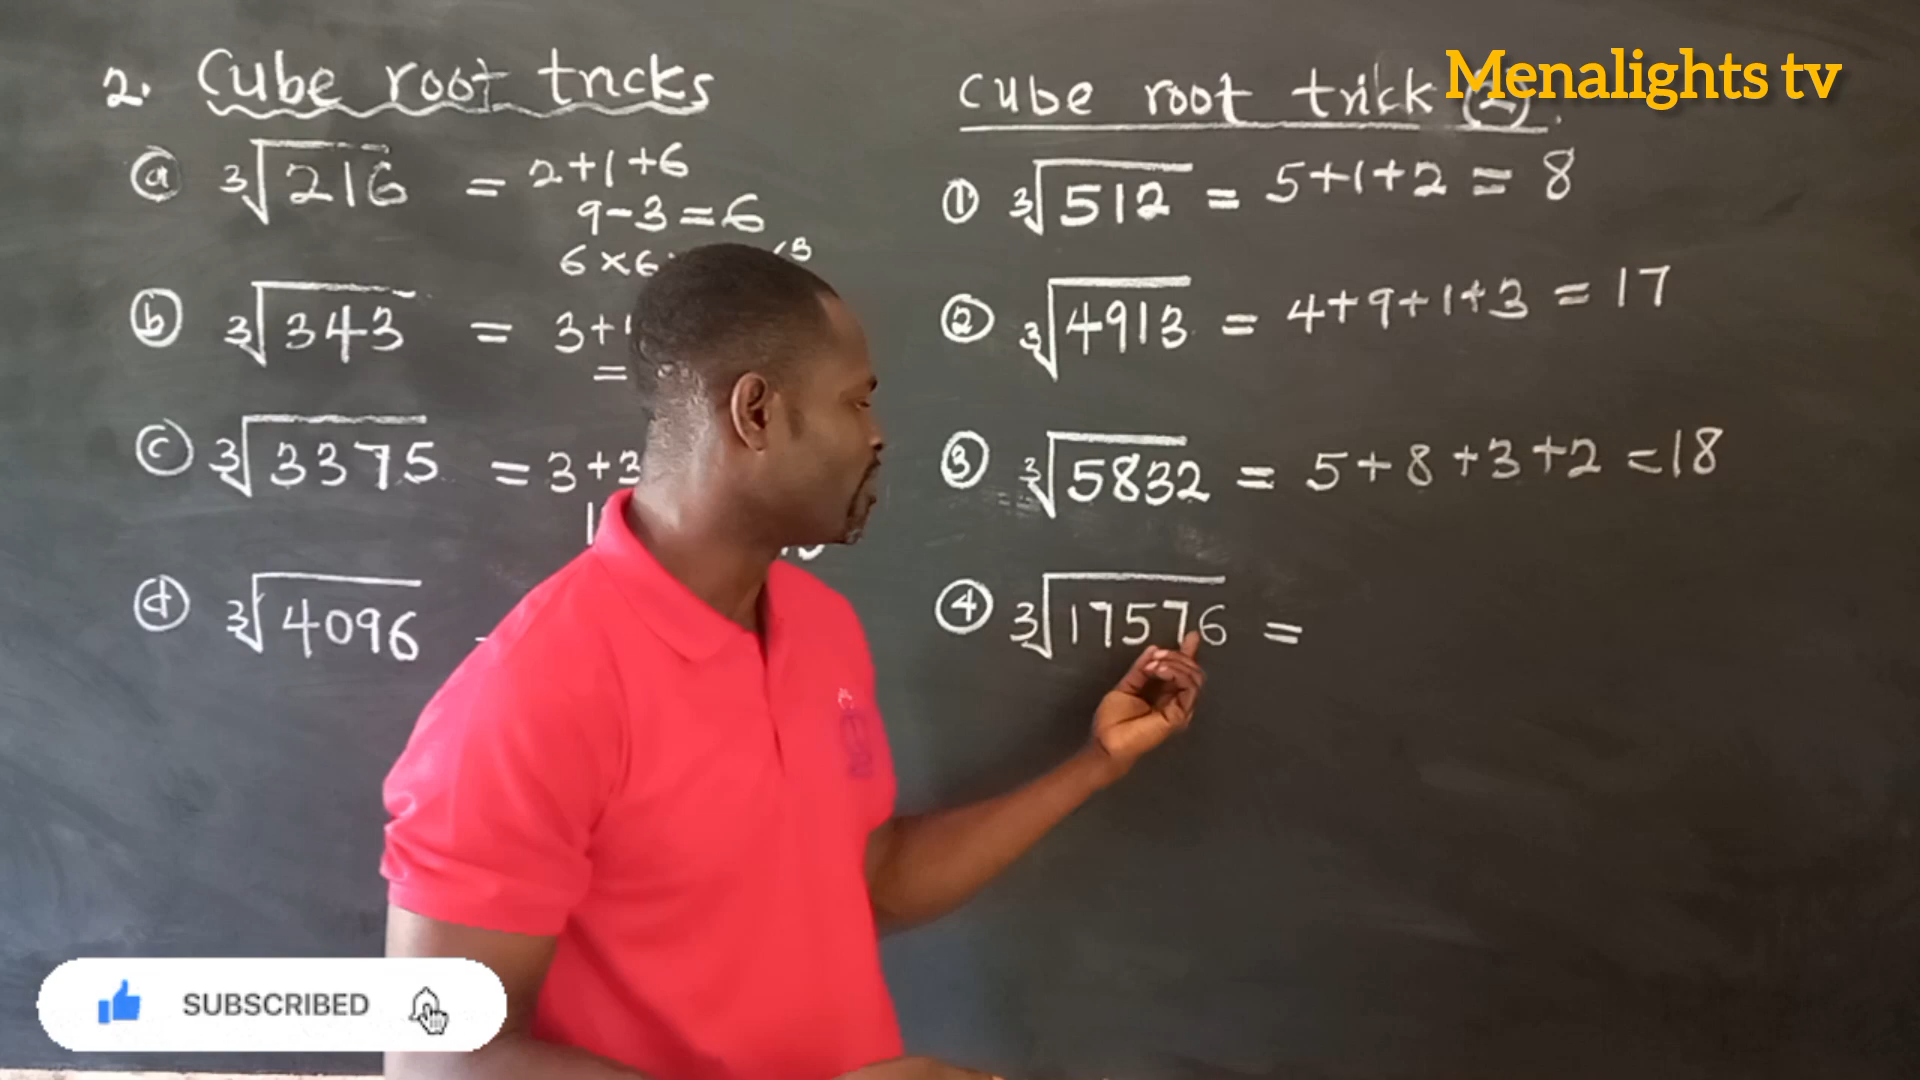 2. Cube root tricks
ⓐ ∛216 = 2+1+6
9-3=6
6×6
ⓑ ∛343 = 3+
=
ⓒ ∛3375 = 3+3
ⓓ ∛4096
Cube root trick ②.
① ∛512 = 5+1+2 = 8
② ∛4913 = 4+9+1+3 = 17
③ ∛5832 = 5+8+3+2 =18
④ ∛17576 =
Menalights tv
SUBSCRIBED